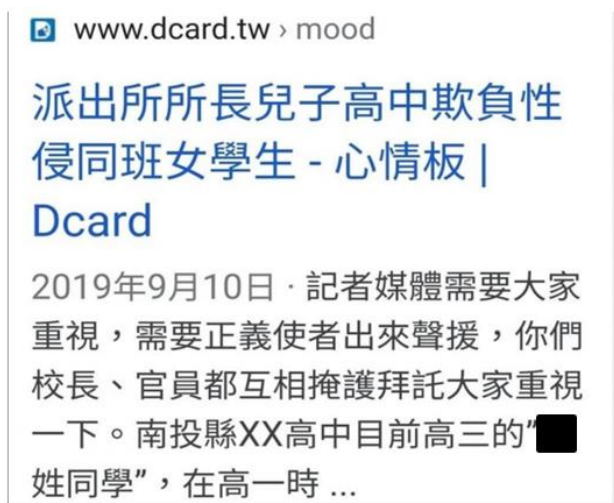 www.dcard.tw › mood
派出所所長兒子高中欺負性
侵同班女學生 - 心情板 |
Dcard
2019年9月10日 · 記者媒體需要大家
重視，需要正義使者出來聲援，你們
校長、官員都互相掩護拜託大家重視
一下。南投縣XX高中目前高三的”
姓同學”，在高一時 ...